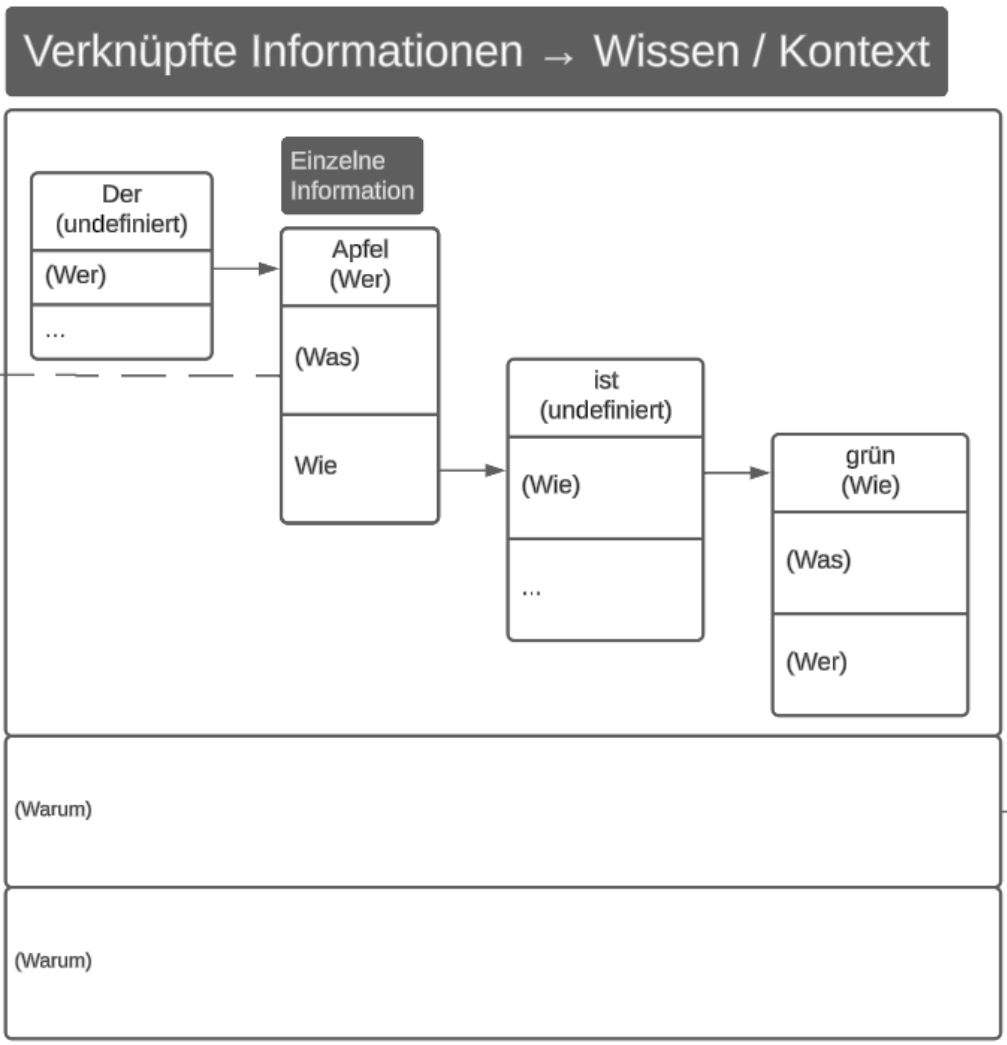 Verknüpfte Informationen → Wissen / Kontext
Einzelne
Information
Der
(undefiniert)
(Wer)
...
Apfel
(Wer)
(Was)
Wie
ist
(undefiniert)
(Wie)
...
grün
(Wie)
(Was)
(Wer)
(Warum)
(Warum)